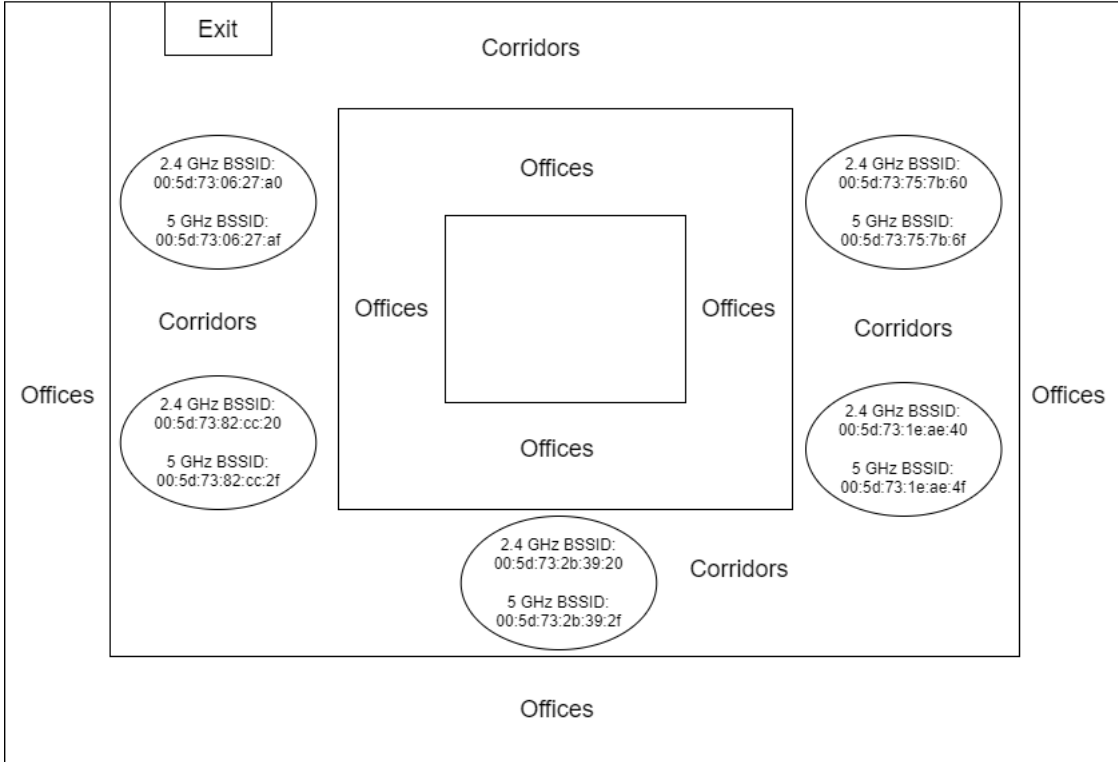 Exit
Corridors
2.4 GHz BSSID:
00:5d:73:06:27:a0
5 GHz BSSID:
00:5d:73:06:27:af
Offices
2.4 GHz BSSID:
00:5d:73:75:7b:60
5 GHz BSSID:
00:5d:73:75:7b:6f
Corridors
Offices
Offices
Corridors
Offices
2.4 GHz BSSID:
00:5d:73:82:cc:20
5 GHz BSSID:
00:5d:73:82:cc:2f
Offices
2.4 GHz BSSID:
00:5d:73:1e:ae:40
5 GHz BSSID:
00:5d:73:1e:ae:4f
Offices
2.4 GHz BSSID:
00:5d:73:2b:39:20
5 GHz BSSID:
00:5d:73:2b:39:2f
Corridors
Offices